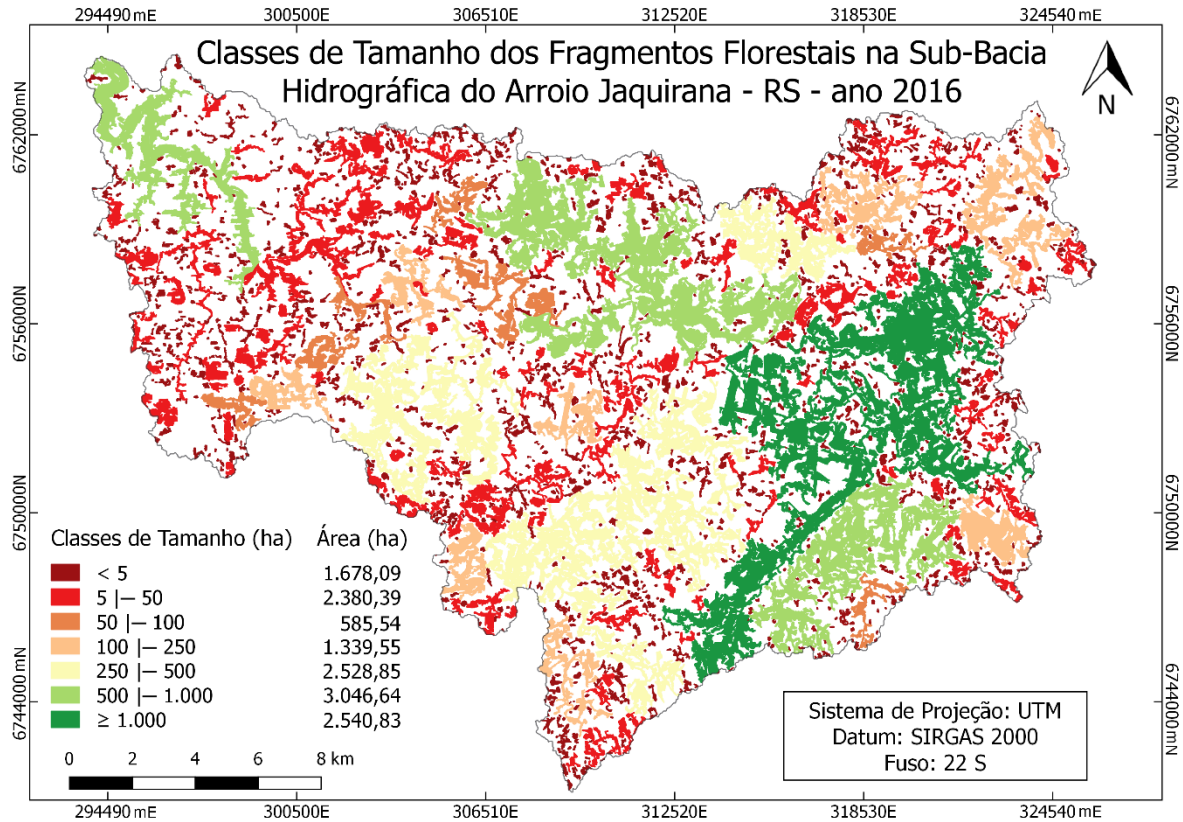 294490 mE 300500E 306510E 312520E 318530E 324540 mE
Classes de Tamanho dos Fragmentos Florestais na Sub-Bacia
Hidrográfica do Arroio Jaquirana - RS - ano 2016
N
6762000 mN
6762000 mN
6756000N
6756000N
6750000N
6750000N
Classes de Tamanho (ha) Área (ha)
< 5 1.678,09
5 |— 50 2.380,39
50 |— 100 585,54
100 |— 250 1.339,55
250 |— 500 2.528,85
500 |— 1.000 3.046,64
≥ 1.000 2.540,83
6744000 mN
6744000 mN
0 2 4 6 8 km
Sistema de Projeção: UTM
Datum: SIRGAS 2000
Fuso: 22 S
294490 mE 300500E 306510E 312520E 318530E 324540 mE